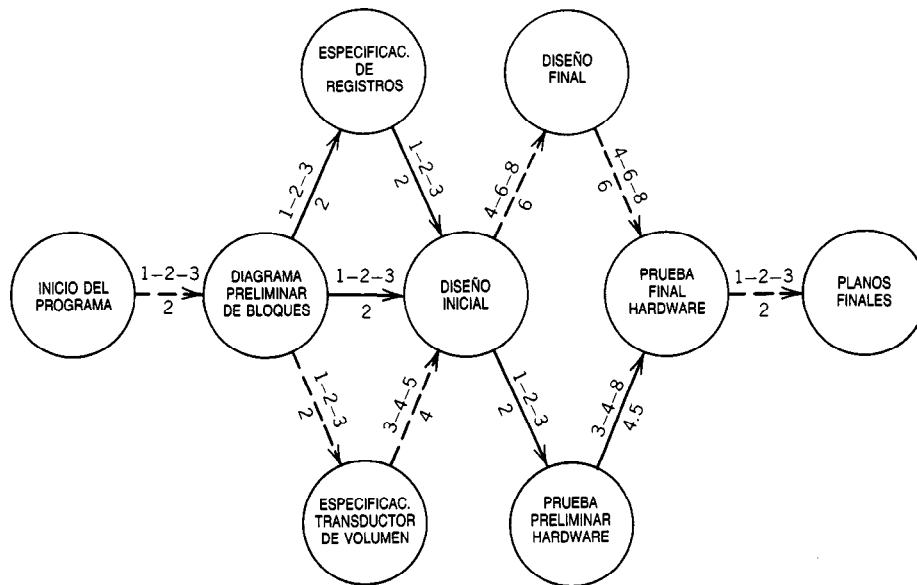 ESPECIFICAC.
DE
REGISTROS
DISEÑO
FINAL
1-2-3
2
1-2-3
2
4-6-8
6
4-6-8
6
INICIO DEL
PROGRAMA
1-2-3
2
DIAGRAMA
PRELIMINAR
DE BLOQUES
1-2-3
2
DISEÑO
INICIAL
PRUEBA
FINAL
HARDWARE
1-2-3
2
PLANOS
FINALES
1-2-3
2
3-4-5
4
1-2-3
2
3-4-8
4.5
ESPECIFICAC.
TRANSDUCTOR
DE VOLUMEN
PRUEBA
PRELIMINAR
HARDWARE